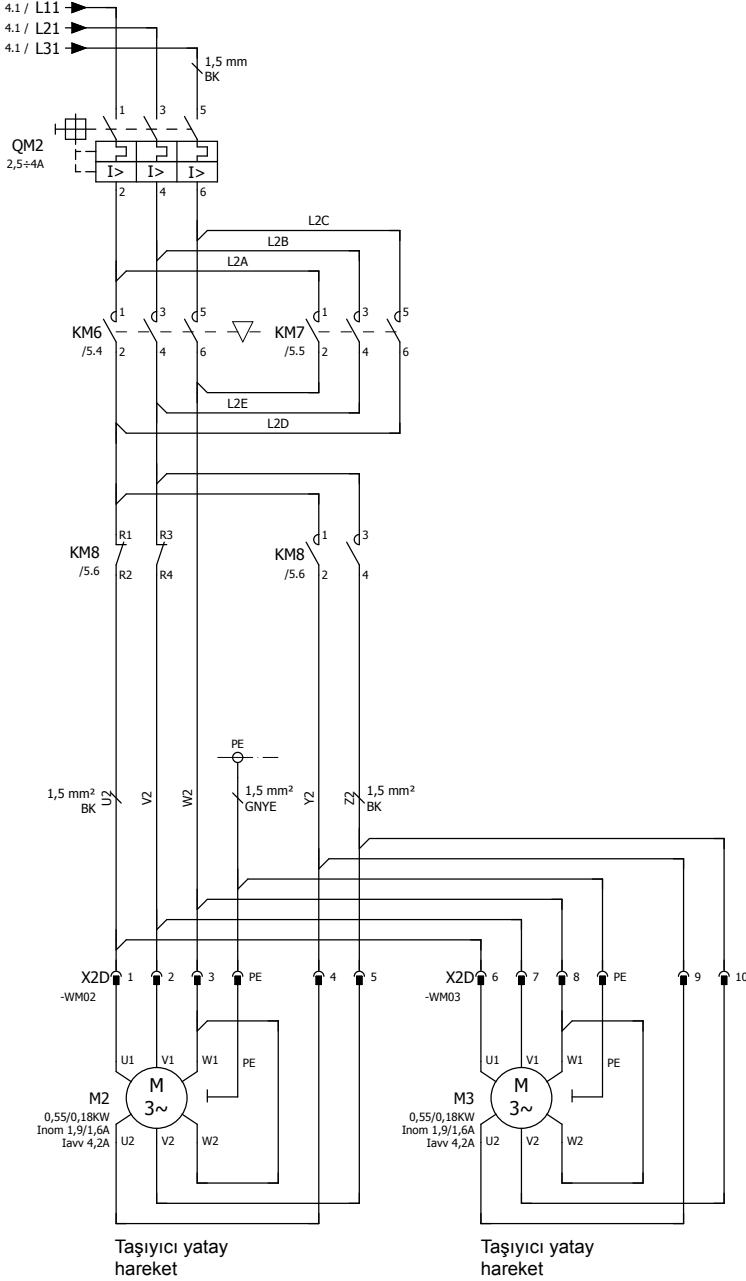 4.1 / L11
4.1 / L21
4.1 / L31
1,5 mm
BK
1 3 5
QM2
2,5÷4A
I> I> I>
2 4 6
L2C
L2B
L2A
1 3 5 1 3 5
KM6 KM7
/5.4 /5.5
2 4 6 2 4 6
L2E
L2D
R1 R3 1 3
KM8 KM8
/5.6 /5.6
R2 R4 2 4
PE
1,5 mm²
BK
U2 V2 W2
1,5 mm²
GNYE
Y2 Z2
1,5 mm²
BK
X2D 1 2 3 PE 4 5 X2D 6 7 8 PE 9 10
-WM02 -WM03
U1 V1 W1 PE U1 V1 W1 PE
M M
3~ 3~
M2 M3
0,55/0,18KW 0,55/0,18KW
Inom 1,9/1,6A Inom 1,9/1,6A
Iavv 4,2A Iavv 4,2A
U2 V2 W2 U2 V2 W2
Taşıyıcı yatay Taşıyıcı yatay
hareket hareket